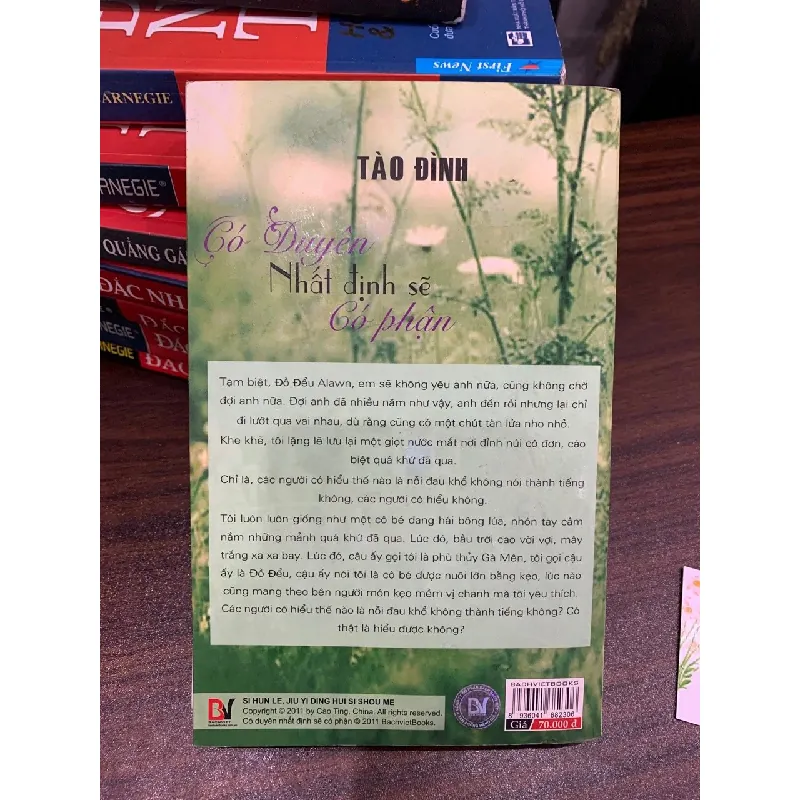 First News
ARNEGIE
RNEGIE®
QUẢNG GÁ
ĐẮC NH
ĐẮC
NEGIE
ĐẮC
TÀO ĐÌNH
Có Duyên
Nhất định sẽ
Có phận
Tạm biệt, Đỗ Đều Alawn, em sẽ không yêu anh nữa, cũng không chờ
đợi anh nữa. Đợi anh đã nhiều năm như vậy, anh đến rồi nhưng lại chỉ
đi lướt qua vai nhau, dù rằng cũng có một chút tàn lửa nho nhỏ.
Khe khẽ, tôi lặng lẽ lưu lại một giọt nước mắt nơi đỉnh núi cô đơn, cáo
biệt quá khứ đã qua.
Chỉ là, các người có hiểu thế nào là nỗi đau khổ không nói thành tiếng
không, các người có hiểu không.
Tôi luôn luôn giống như một cô bé đang hái bông lúa, nhón tay cầm
nắm những mảnh quá khứ đã qua. Lúc đó, bầu trời cao vời vợi, mây
trắng xa xa bay. Lúc đó, cậu ấy gọi tôi là phù thủy Gà Mên, tôi gọi cậu
ấy là Đỗ Đều, cậu ấy nói tôi là cô bé được nuôi lớn bằng kẹo, lúc nào
cũng mang theo bên người món kẹo mềm vị chanh mà tôi yêu thích.
Các người có hiểu thế nào là nỗi đau khổ không thành tiếng không? Có
thật là hiểu được không?
BV
SI HUN LE, JIU YI DING HUI SI SHOU ME
Copyright © 2011 by Cao Ting, China. All rights reserved.
Có duyên nhất định sẽ có phận © 2011 BachvietBooks.
BV
BACHVIETBOOKS
Giá 70.000 đ